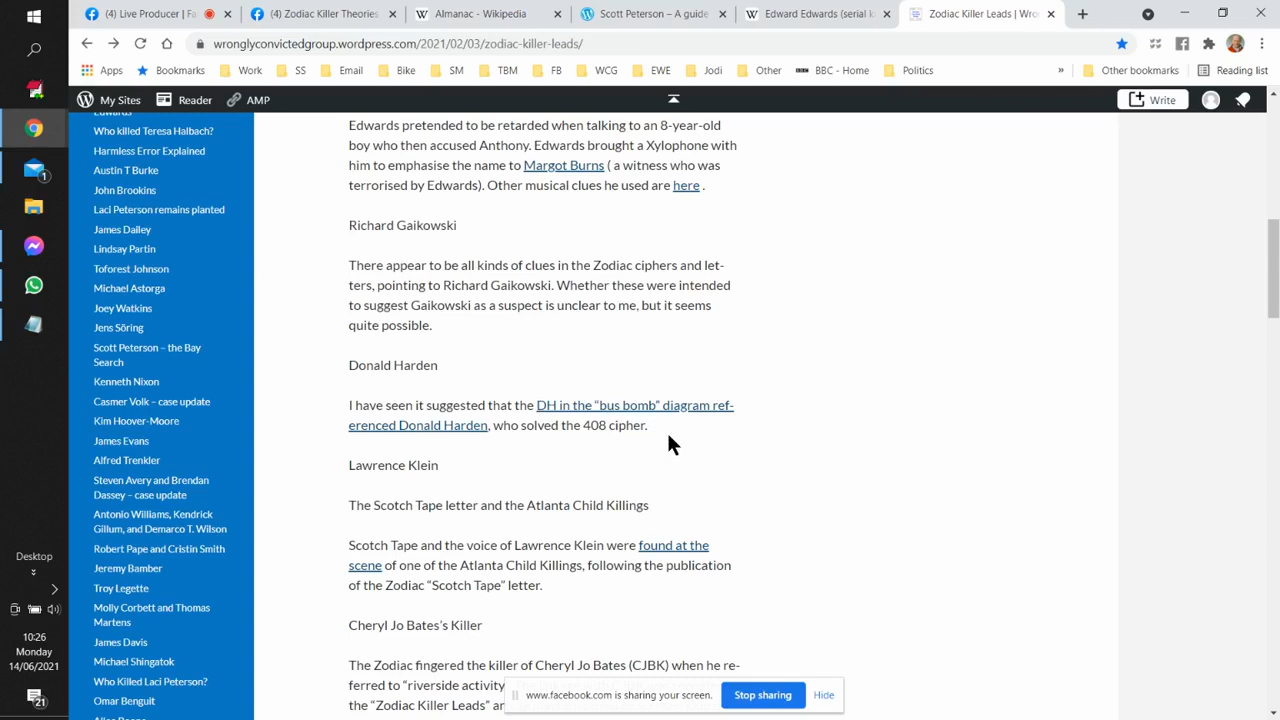 (4) Live Producer | Fa
(4) Zodiac Killer Theories
Almanac - Wikipedia
Scott Peterson – A guide
Edward Edwards (serial k
Zodiac Killer Leads | Wro
wronglyconvictedgroup.wordpress.com/2021/02/03/zodiac-killer-leads/
Apps Bookmarks Work SS Email Bike SM TBM FB WCG EWE Jodi Other BBC - Home Politics » Other bookmarks Reading list
My Sites Reader AMP Write
Edwards
Who killed Teresa Halbach?
Harmless Error Explained
Austin T Burke
John Brookins
Laci Peterson remains planted
James Dailey
Lindsay Partin
Toforest Johnson
Michael Astorga
Joey Watkins
Jens Söring
Scott Peterson – the Bay
Search
Kenneth Nixon
Casmer Volk – case update
Kim Hoover-Moore
James Evans
Alfred Trenkler
Steven Avery and Brendan
Dassey – case update
Antonio Williams, Kendrick
Gillum, and Demarco T. Wilson
Robert Pape and Cristin Smith
Jeremy Bamber
Troy Legette
Molly Corbett and Thomas
Martens
James Davis
Michael Shingatok
Who Killed Laci Peterson?
Omar Benguit
Edwards pretended to be retarded when talking to an 8-year-old
boy who then accused Anthony. Edwards brought a Xylophone with
him to emphasise the name to Margot Burns ( a witness who was
terrorised by Edwards). Other musical clues he used are here .
Richard Gaikowski
There appear to be all kinds of clues in the Zodiac ciphers and let-
ters, pointing to Richard Gaikowski. Whether these were intended
to suggest Gaikowski as a suspect is unclear to me, but it seems
quite possible.
Donald Harden
I have seen it suggested that the DH in the “bus bomb” diagram ref-
erenced Donald Harden, who solved the 408 cipher.
Lawrence Klein
The Scotch Tape letter and the Atlanta Child Killings
Scotch Tape and the voice of Lawrence Klein were found at the
scene of one of the Atlanta Child Killings, following the publication
of the Zodiac “Scotch Tape” letter.
Cheryl Jo Bates’s Killer
The Zodiac fingered the killer of Cheryl Jo Bates (CJBK) when he re-
ferred to “riverside activity
the “Zodiac Killer Leads”
www.facebook.com is sharing your screen. Stop sharing Hide
Desktop
10:26
Monday
14/06/2021
1
21